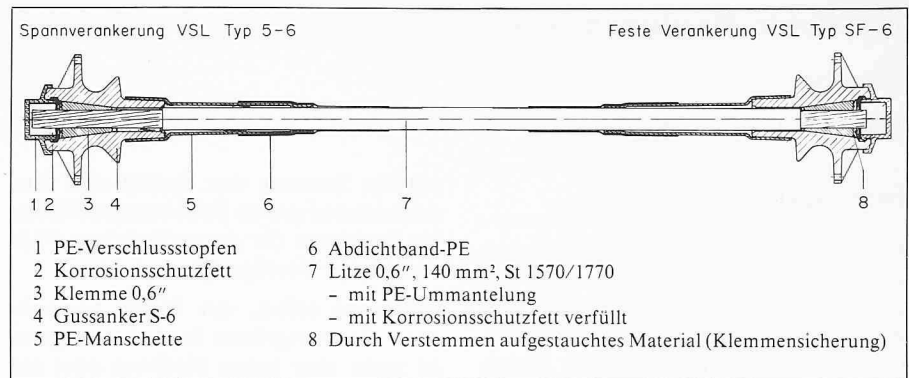 Spannverankerung VSL Typ 5-6
Feste Verankerung VSL Typ SF-6
1 2 3 4 5 6 7 8
1 PE-Verschlussstopfen
2 Korrosionsschutzfett
3 Klemme 0,6"
4 Gussanker S-6
5 PE-Manschette
6 Abdichtband-PE
7 Litze 0,6", 140 mm², St 1570/1770
– mit PE-Ummantelung
– mit Korrosionsschutzfett verfüllt
8 Durch Verstemmen aufgestauchtes Material (Klemmensicherung)